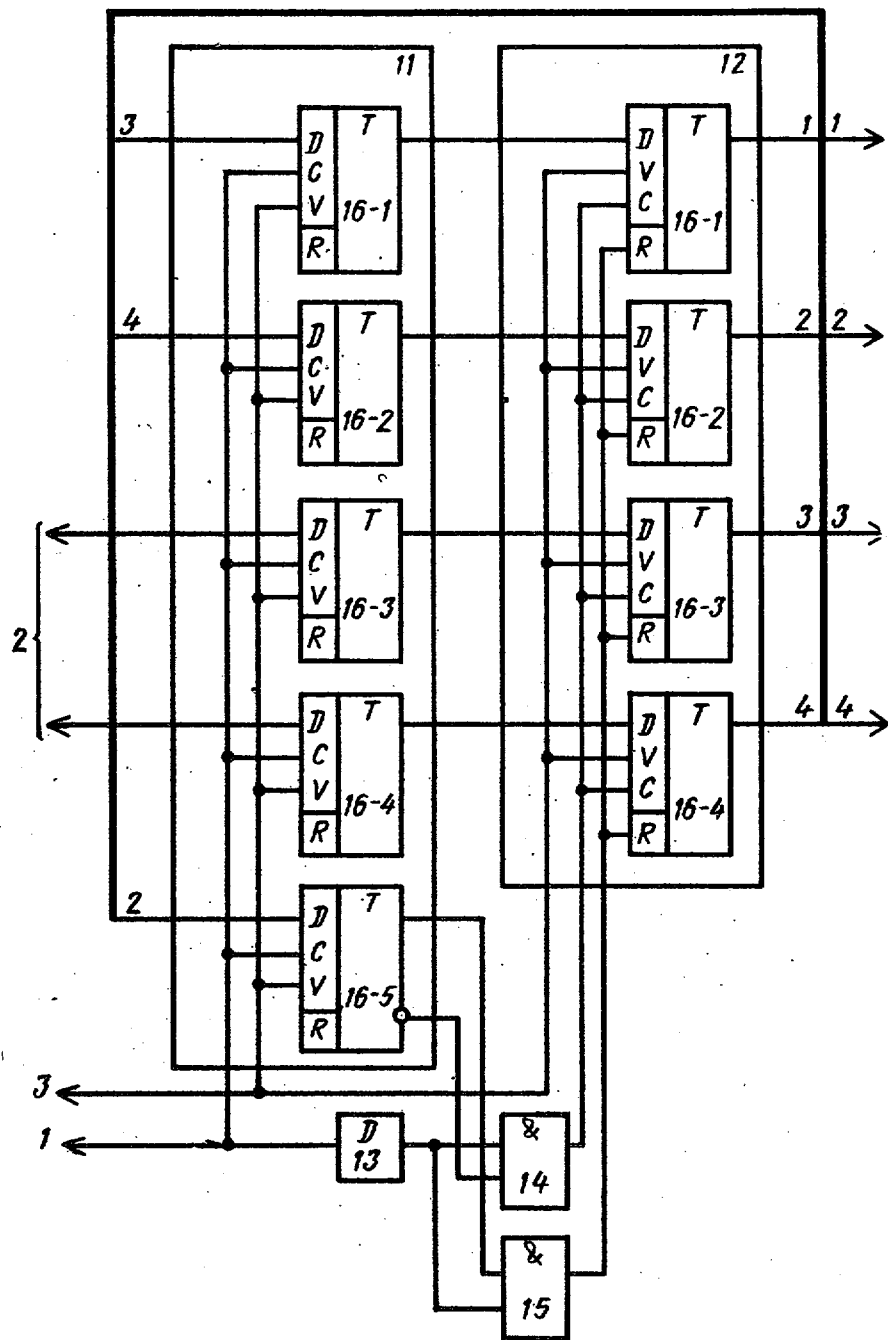 11 12
3 D T D T 1 1
C V
V 16-1 C 16-1
R R
4 D T D T 2 2
C V
V 16-2 C 16-2
R R
D T D T 3 3
C V
V 16-3 C 16-3
2 R R
D T D T 4 4
C V
V 16-4 C 16-4
R R
2 D T
C
V 16-5
R
3
1 D &
13 14
&
15